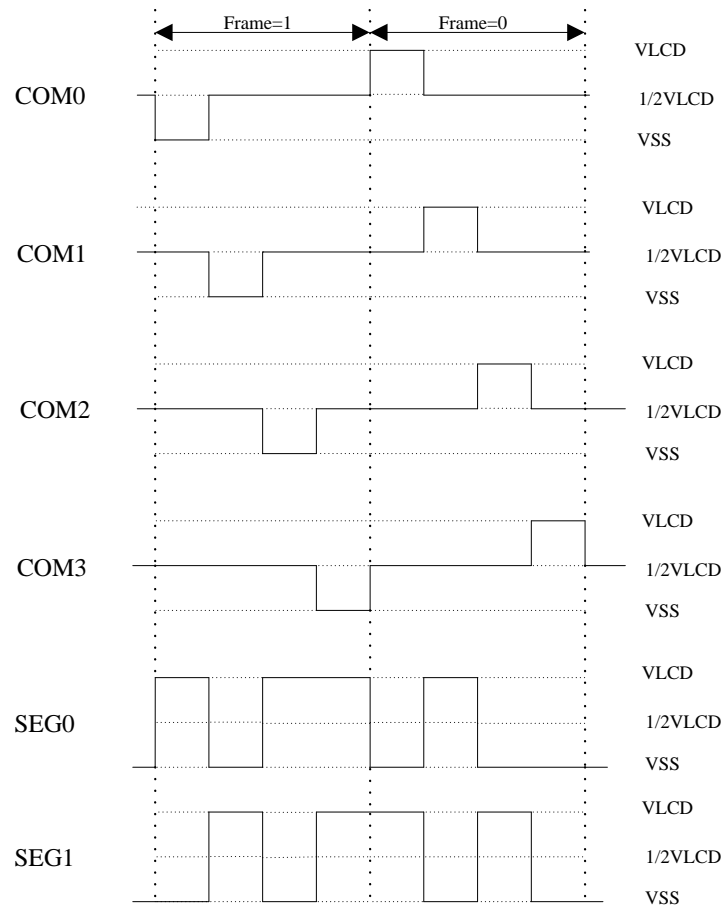 Frame=1 Frame=0
VLCD
COM0 1/2VLCD
VSS
VLCD
COM1 1/2VLCD
VSS
VLCD
COM2 1/2VLCD
VSS
VLCD
COM3 1/2VLCD
VSS
VLCD
SEG0 1/2VLCD
VSS
VLCD
SEG1 1/2VLCD
VSS